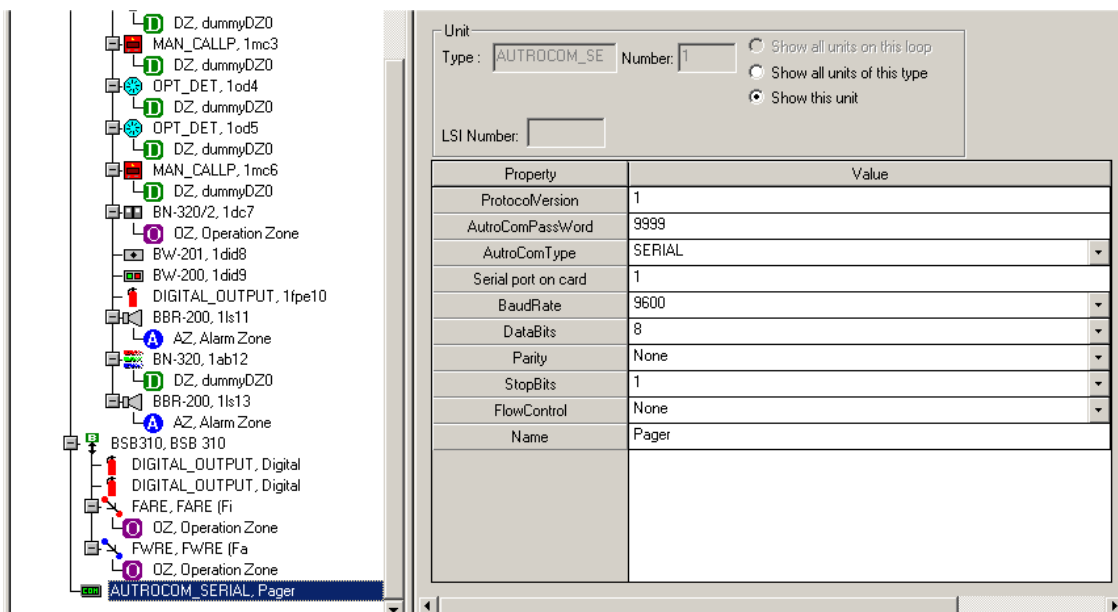 DZ, dummyDZ0
MAN_CALLP, 1mc3
D DZ, dummyDZ0
OPT_DET, 1od4
D DZ, dummyDZ0
OPT_DET, 1od5
D DZ, dummyDZ0
MAN_CALLP, 1mc6
D DZ, dummyDZ0
BN-320/2, 1dc7
O OZ, Operation Zone
BW-201, 1did8
BW-200, 1did9
DIGITAL_OUTPUT, 1fpe10
BBR-200, 1ls11
A AZ, Alarm Zone
BN-320, 1ab12
D DZ, dummyDZ0
BBR-200, 1ls13
A AZ, Alarm Zone
B BSB310, BSB 310
DIGITAL_OUTPUT, Digital
DIGITAL_OUTPUT, Digital
FARE, FARE (Fi
O OZ, Operation Zone
FWRE, FWRE (Fa
O OZ, Operation Zone
COM AUTROCOM_SERIAL, Pager
Unit
Type : AUTROCOM_SE Number: 1
Show all units on this loop
Show all units of this type
Show this unit
LSI Number:
Property Value
ProtocolVersion 1
AutroComPassWord 9999
AutroComType SERIAL
Serial port on card 1
BaudRate 9600
DataBits 8
Parity None
StopBits 1
FlowControl None
Name Pager